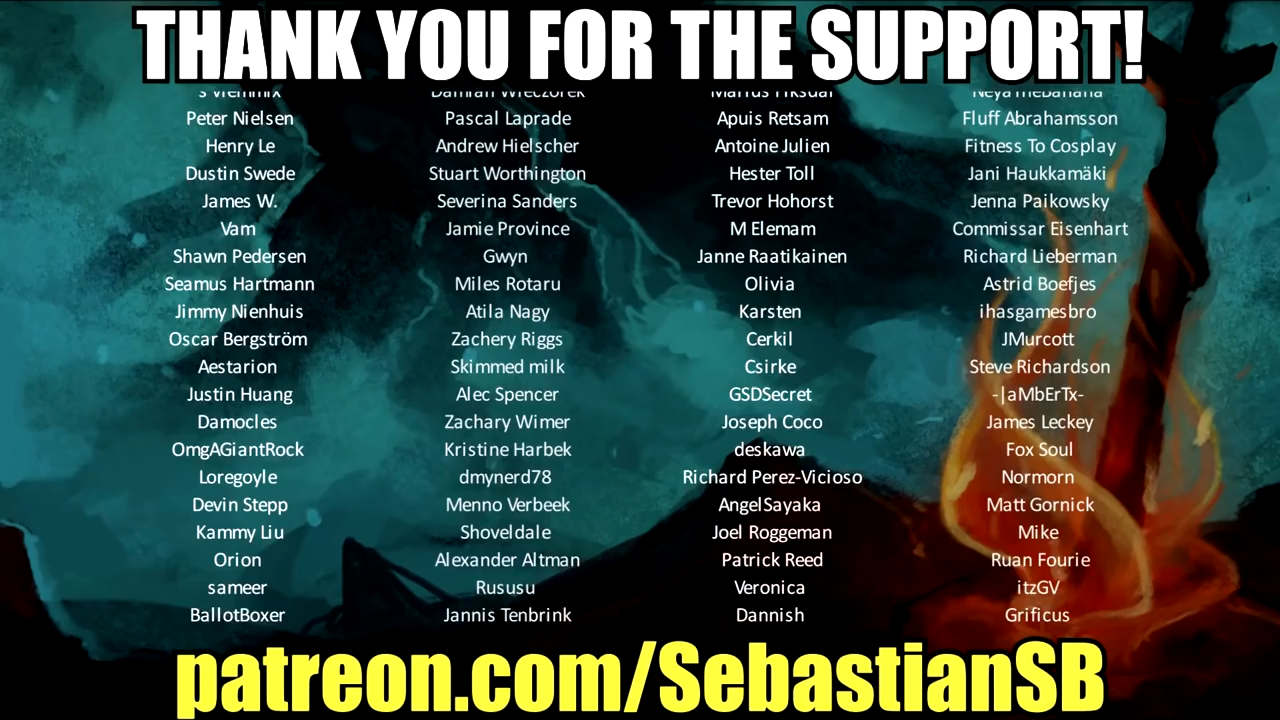 THANK YOU FOR THE SUPPORT!
Peter Nielsen Pascal Laprade Apuis Retsam Fluff Abrahamsson
Henry Le Andrew Hielscher Antoine Julien Fitness To Cosplay
Dustin Swede Stuart Worthington Hester Toll Jani Haukkamäki
James W. Severina Sanders Trevor Hohorst Jenna Paikowsky
Vam Jamie Province M Elemam Commissar Eisenhart
Shawn Pedersen Gwyn Janne Raatikainen Richard Lieberman
Seamus Hartmann Miles Rotaru Olivia Astrid Boefjes
Jimmy Nienhuis Atila Nagy Karsten ihasgamesbro
Oscar Bergström Zachery Riggs Cerkil JMurcott
Aestarion Skimmed milk Csirke Steve Richardson
Justin Huang Alec Spencer GSDSecret -|aMbErTx-
Damocles Zachary Wimer Joseph Coco James Leckey
OmgAGiantRock Kristine Harbek deskawa Fox Soul
Loregoyle dmynerd78 Richard Perez-Vicioso Normorn
Devin Stepp Menno Verbeek AngelSayaka Matt Gornick
Kammy Liu Shoveldale Joel Roggeman Mike
Orion Alexander Altman Patrick Reed Ruan Fourie
sameer Rususu Veronica itzGV
BallotBoxer Jannis Tenbrink Dannish Grificus
patreon.com/SebastianSB